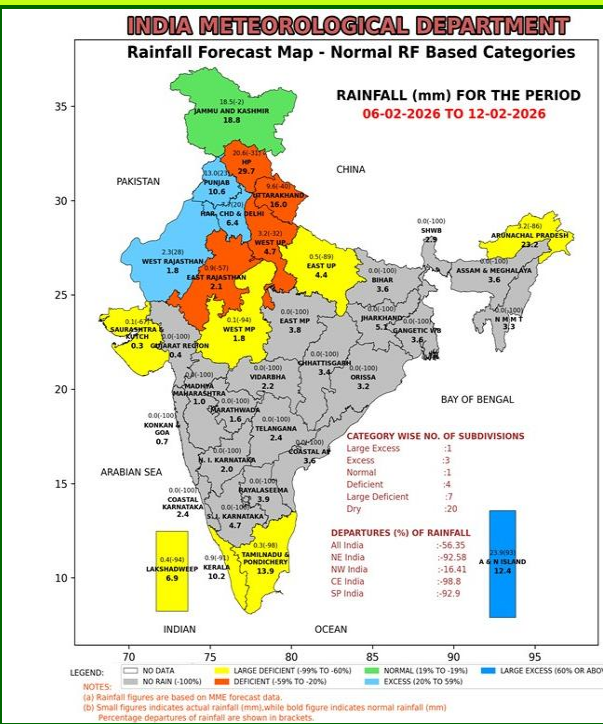 INDIA METEOROLOGICAL DEPARTMENT
Rainfall Forecast Map - Normal RF Based Categories
RAINFALL (mm) FOR THE PERIOD
06-02-2026 TO 12-02-2026
35
30
25
20
15
10
70
75
80
85
90
95
PAKISTAN
CHINA
18.5(-2)
JAMMU AND KASHMIR
18.8
20.6(-31)
HP
29.7
PUNJAB
10.6
9.6(-40)
UTTARAKHAND
16.0
HAR. CHD & DELHI
6.4
3.2(-32)
WEST UP
4.7
2.3(28)
WEST RAJASTHAN
1.8
0.9(-57)
EAST RAJASTHAN
2.1
0.5(-89)
EAST UP
4.4
0.0(-100)
SHWB
2.9
3.2(-86)
ARUNACHAL PRADESH
23.2
0.0(-100)
ASSAM & MEGHALAYA
3.6
0.0(-100)
N M M T
3.3
0.0(-100)
BIHAR
3.6
0.0(-100)
JHARKHAND
5.1
0.0(-100)
GANGETIC WB
3.6
0.1(-67)
SAURASHTRA &
KUTCH
0.3
0.0(-100)
GUJARAT REGION
0.4
0.1(-94)
WEST MP
1.8
EAST MP
3.8
0.0(-100)
CHHATTISGARH
3.4
0.0(-100)
ORISSA
3.2
0.0(-100)
VIDARBHA
2.2
0.0(-100)
MADHYA
MAHARASHTRA
1.0
0.0(-100)
MARATHWADA
1.6
0.0(-100)
KONKAN &
GOA
0.7
0.0(-100)
TELANGANA
2.4
0.0(-100)
COASTAL AP
3.6
0.0(-100)
N. I. KARNATAKA
2.0
0.0(-100)
RAYALASEEMA
3.9
0.0(-100)
COASTAL
KARNATAKA
2.4
0.0(-100)
S. I. KARNATAKA
4.7
0.3(-98)
TAMILNADU &
PONDICHERY
13.9
KERALA
10.2
0.4(-94)
LAKSHADWEEP
6.9
23.9(93)
A & N ISLAND
12.4
BAY OF BENGAL
ARABIAN SEA
INDIAN
OCEAN
CATEGORY WISE NO. OF SUBDIVISIONS
Large Excess :1
Excess :3
Normal :1
Deficient :4
Large Deficient :7
Dry :20
DEPARTURES (%) OF RAINFALL
All India :-56.35
NE India :-92.58
NW India :-16.41
CE India :-98.8
SP India :-92.9
LEGEND:
NO DATA
LARGE DEFICIENT (-99% TO -60%)
NORMAL (19% TO -19%)
LARGE EXCESS (60% OR ABOV
NO RAIN (-100%)
DEFICIENT (-59% TO -20%)
EXCESS (20% TO 59%)
NOTES:
(a) Rainfall figures are based on MME forecast data.
(b) Small figures indicates actual rainfall (mm),while bold figure indicates normal rainfall (mm)
Percentage departures of rainfall are shown in brackets.